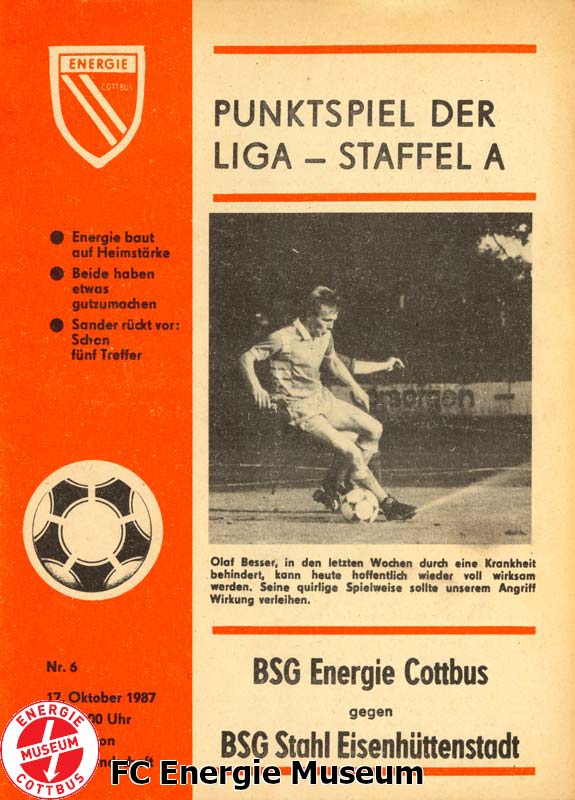 ENERGIE
COTTBUS
PUNKTSPIEL DER
LIGA – STAFFEL A
Energie baut
auf Heimstärke
Beide haben
etwas
gutzumachen
Sander rückt vor:
Schon
fünf Treffer
Olaf Besser, in den letzten Wochen durch eine Krankheit
behindert, kann heute hoffentlich wieder voll wirksam
werden. Seine quirlige Spielweise sollte unserem Angriff
Wirkung verleihen.
Nr. 6
17. Oktober 1987
00 Uhr
BSG Energie Cottbus
gegen
BSG Stahl Eisenhüttenstadt
ENERGIE
MUSEUM
COTTBUS
FC Energie Museum